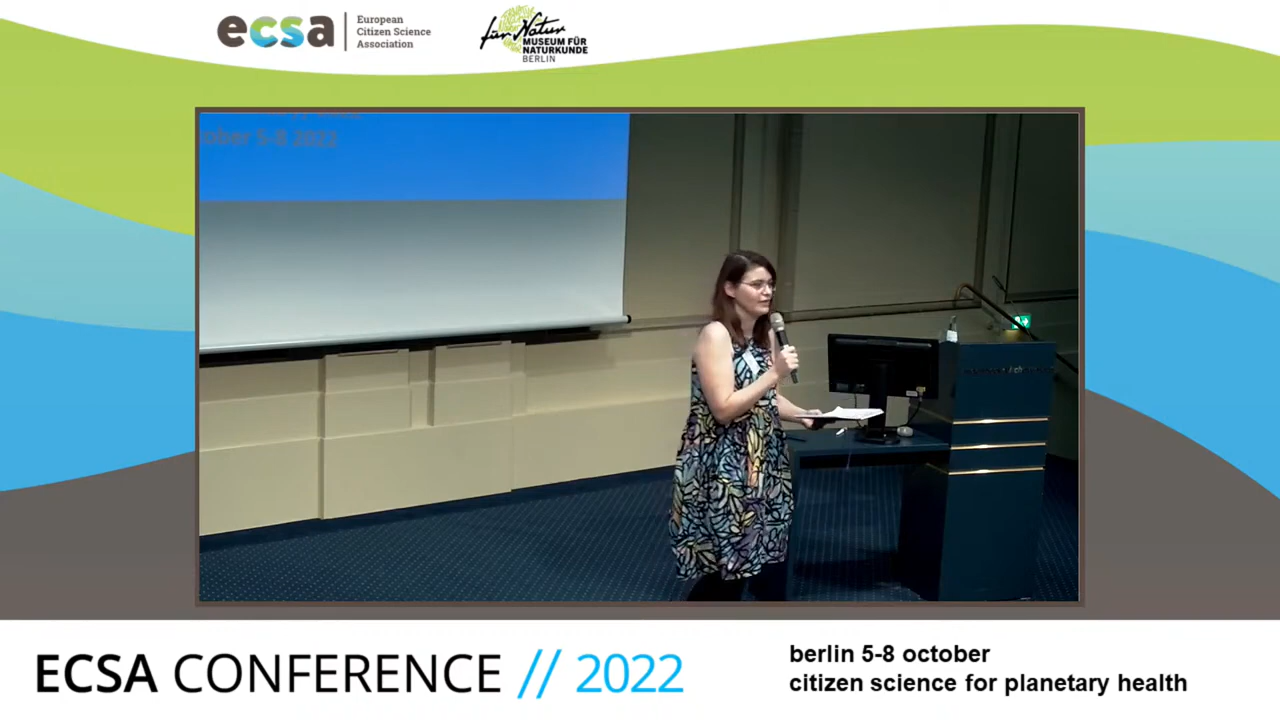 ecsa
European
Citizen Science
Association
für Natur
MUSEUM FÜR
NATURKUNDE
BERLIN
ober 5-8 2022
ECSA CONFERENCE // 2022
berlin 5-8 october
citizen science for planetary health